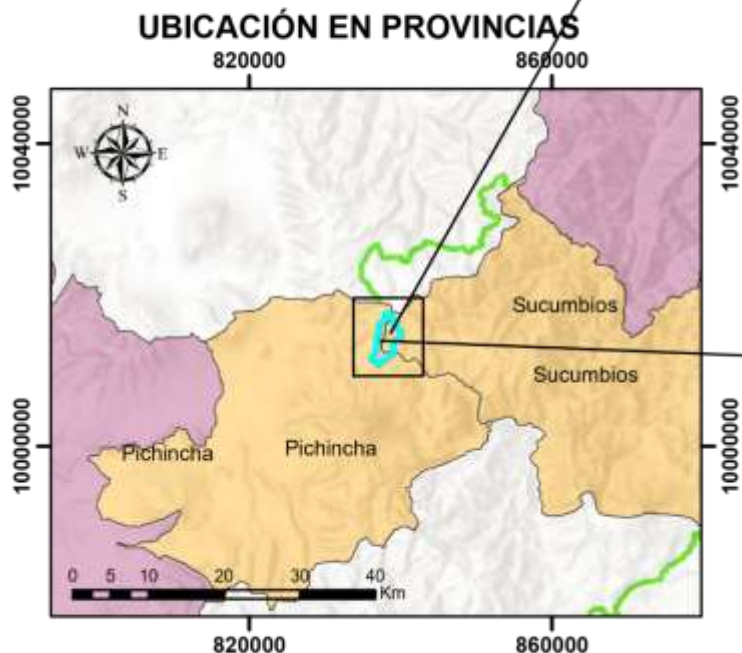 UBICACIÓN EN PROVINCIAS
820000 860000
N
W E
S
10040000 10040000
Sucumbios
Sucumbios
Pichincha Pichincha
10000000 10000000
0 5 10 20 30 40
Km
820000 860000